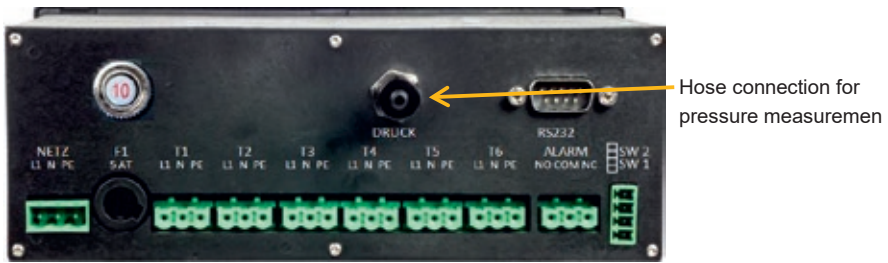 10
Hose connection for
pressure measuremen
DRUCK
RS232
NETZ F1 T1 T2 T3 T4 T5 T6 ALARM SW 2
L1 N PE 5 AT L1 N PE L1 N PE L1 N PE L1 N PE L1 N PE L1 N PE NO COM NC SW 1